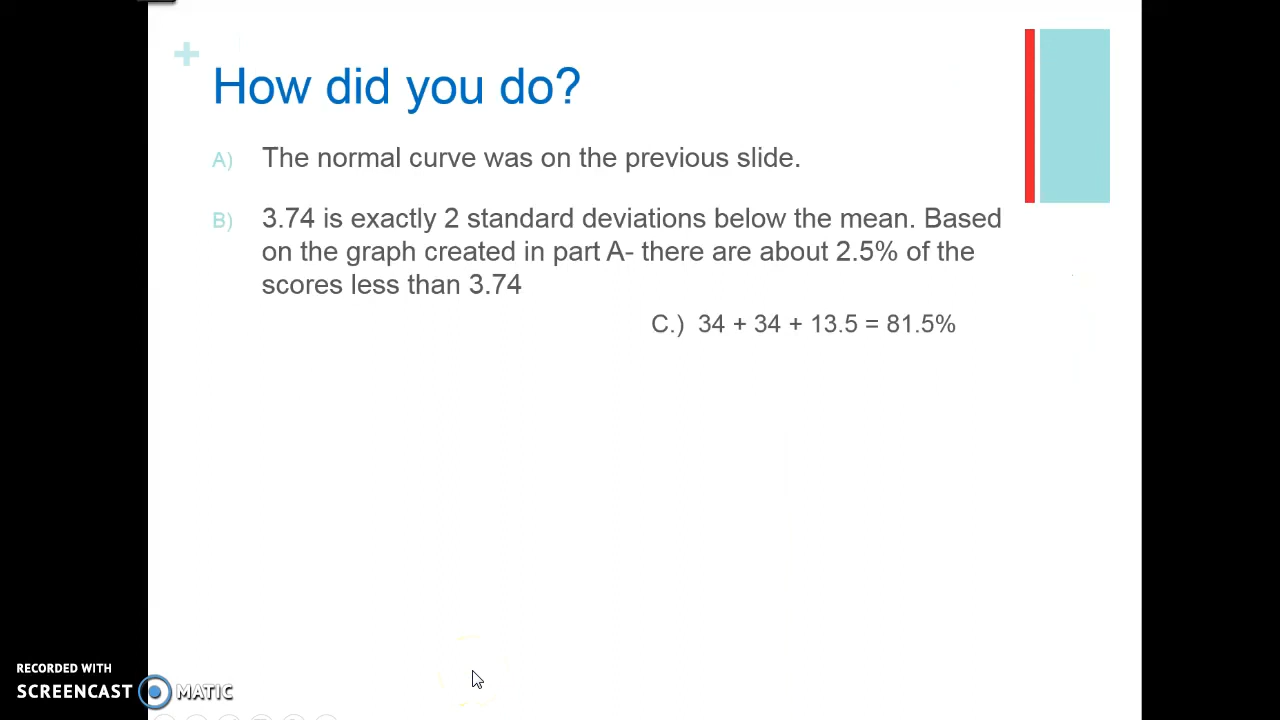 +
How did you do?
A) The normal curve was on the previous slide.
B) 3.74 is exactly 2 standard deviations below the mean. Based
on the graph created in part A- there are about 2.5% of the
scores less than 3.74
C.) 34 + 34 + 13.5 = 81.5%
RECORDED WITH
SCREENCAST MATIC